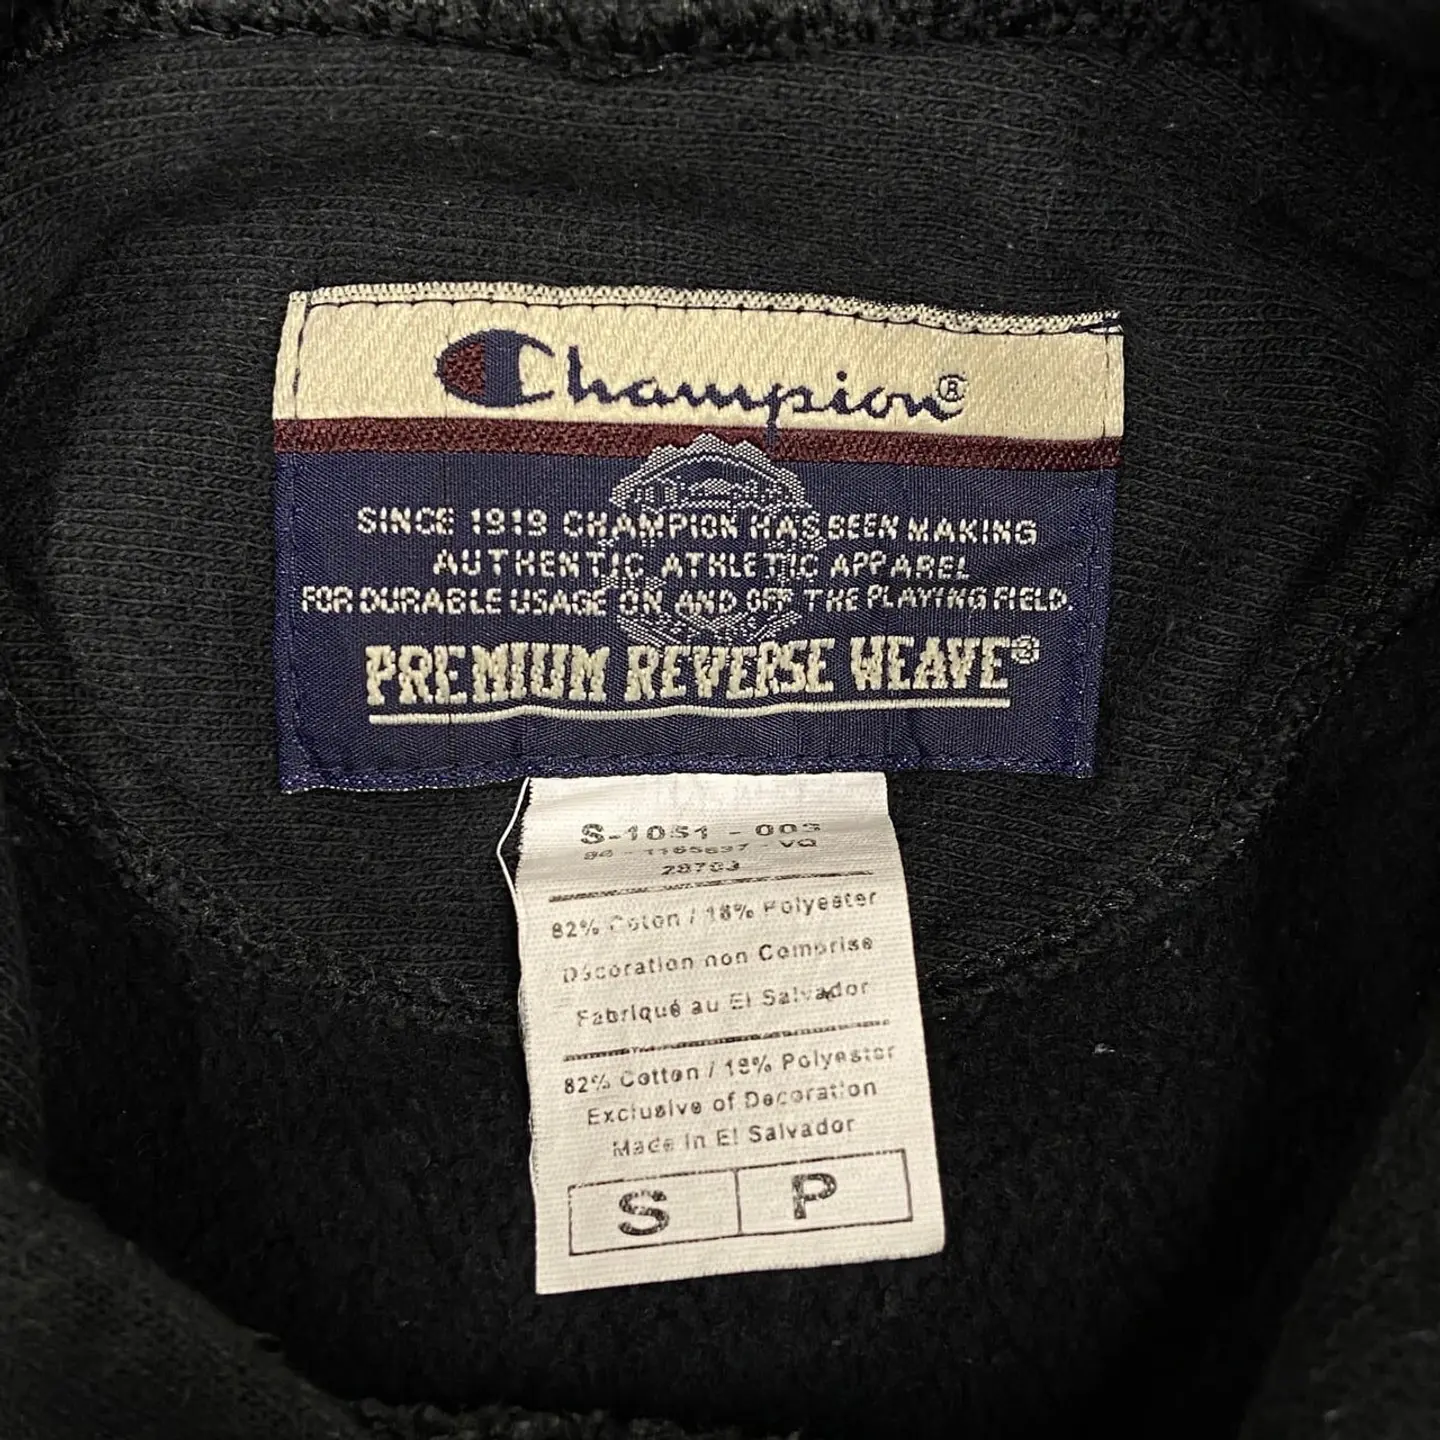 Champion®
SINCE 1919 CHAMPION HAS BEEN MAKING
AUTHENTIC ATHLETIC APPAREL
FOR DURABLE USAGE ON AND OFF THE PLAYING FIELD.
PREMIUM REVERSE WEAVE®
S-1051 - 003
82% Coton / 18% Polyester
Décoration non Comprise
Fabriqué au El Salvador
82% Cotton / 18% Polyester
Exclusive of Decoration
Made in El Salvador
S P